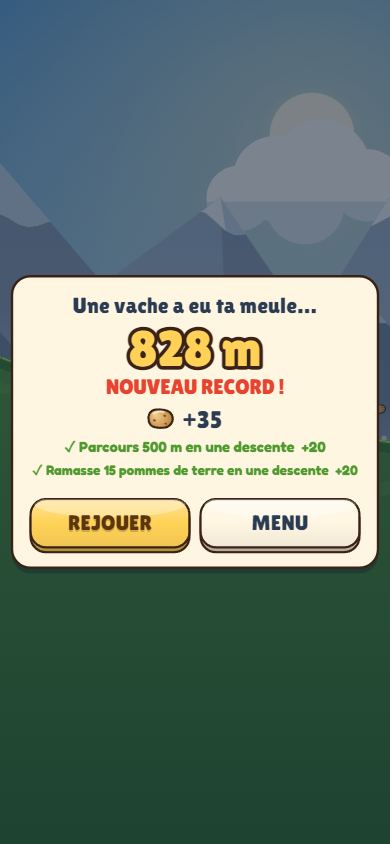 Une vache a eu ta meule...
828 m
NOUVEAU RECORD !
+35
✓ Parcours 500 m en une descente +20
✓ Ramasse 15 pommes de terre en une descente +20
REJOUER
MENU